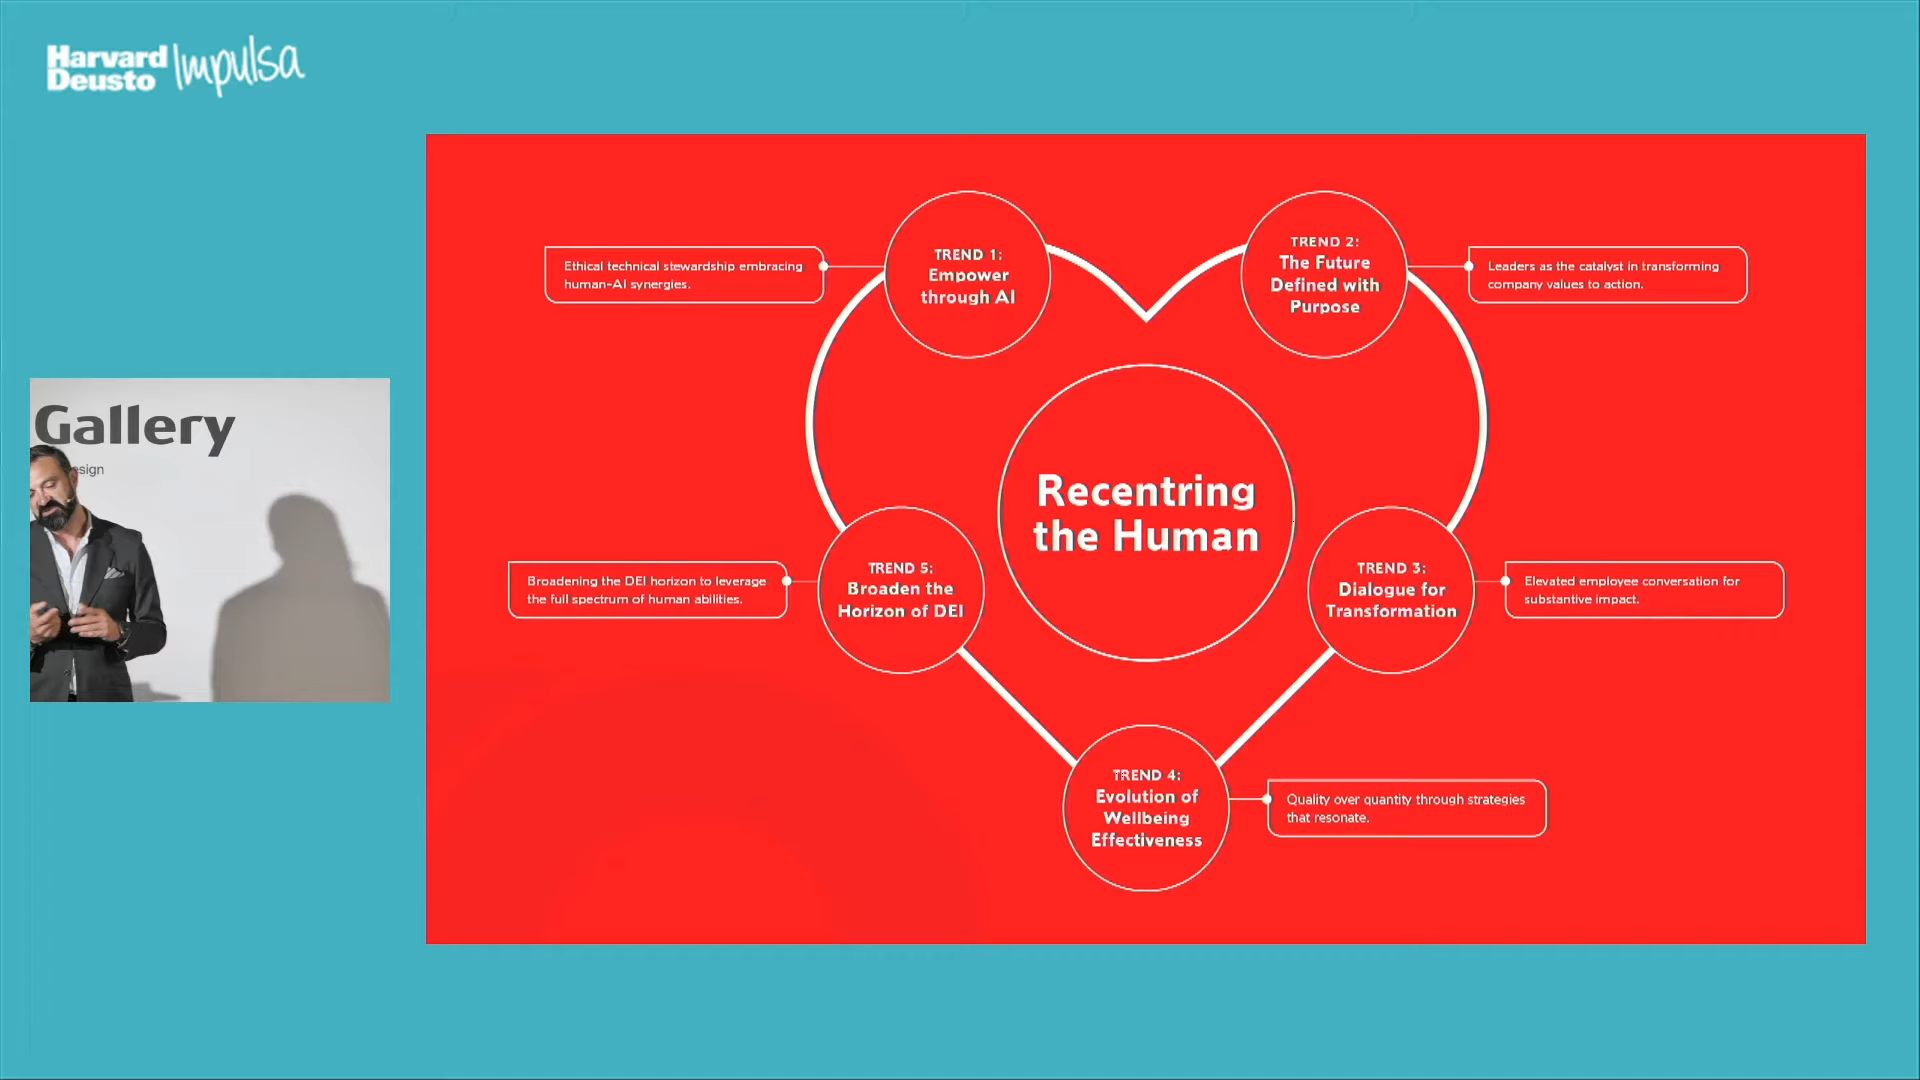 Harvard
Deusto
Impulsa
Gallery
esign
TREND 1:
Empower
through AI
Ethical technical stewardship embracing
human-AI synergies.
TREND 2:
The Future
Defined with
Purpose
Leaders as the catalyst in transforming
company values to action.
Recentring
the Human
TREND 3:
Dialogue for
Transformation
Elevated employee conversation for
substantive impact.
TREND 4:
Evolution of
Wellbeing
Effectiveness
Quality over quantity through strategies
that resonate.
TREND 5:
Broaden the
Horizon of DEI
Broadening the DEI horizon to leverage
the full spectrum of human abilities.